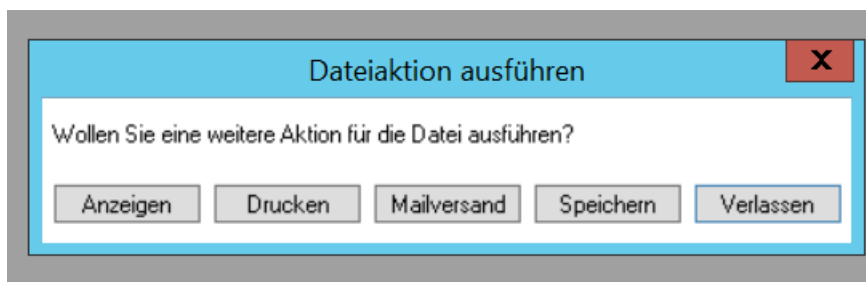 Dateiaktion ausführen
X
Wollen Sie eine weitere Aktion für die Datei ausführen?
Anzeigen Drucken Mailversand Speichern Verlassen